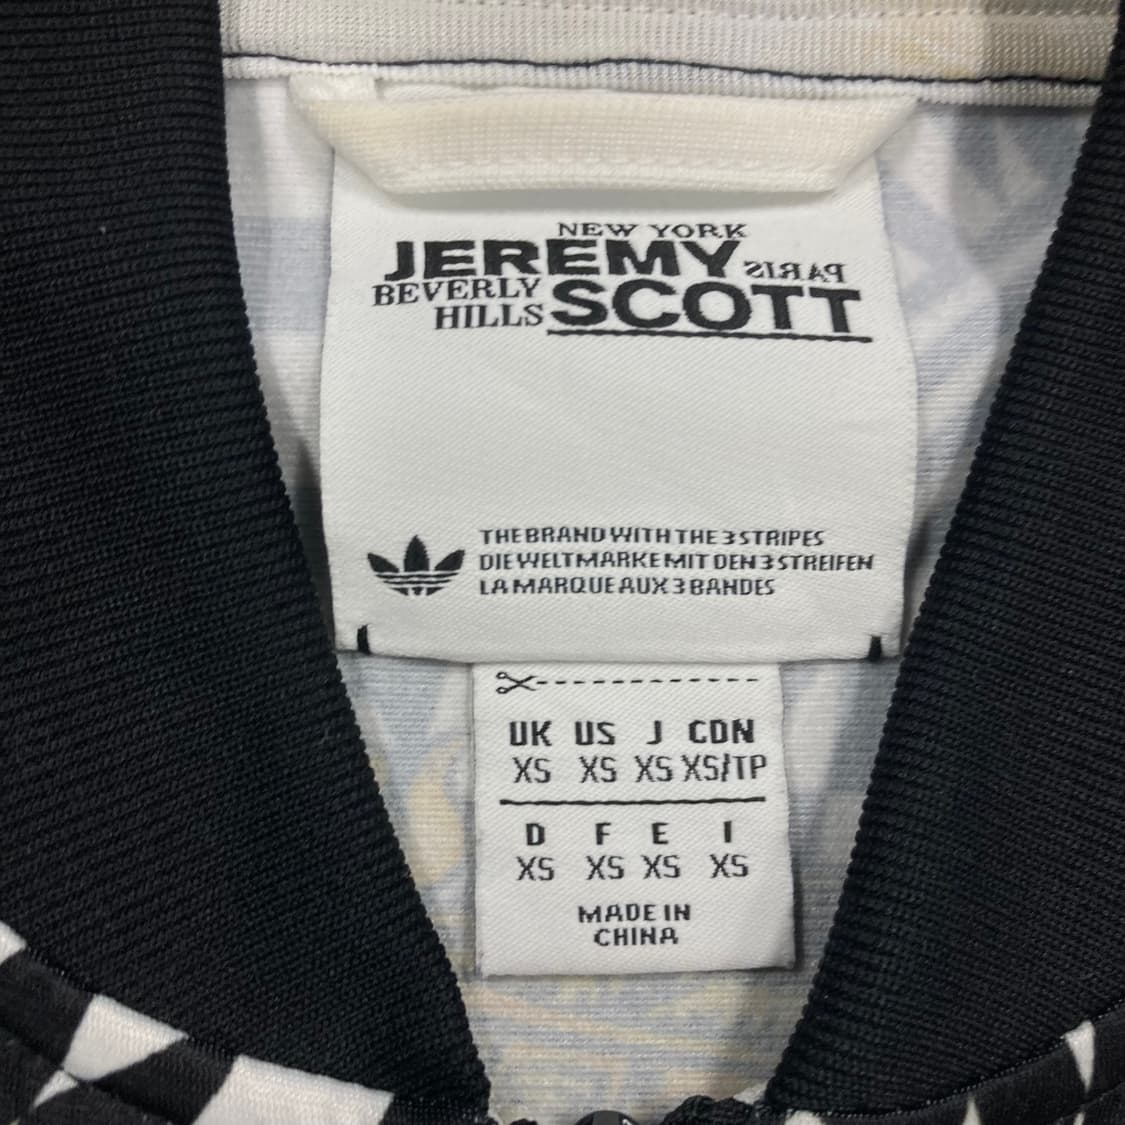 NEW YORK
JEREMY
PARIS
BEVERLY
HILLS
SCOTT
THE BRAND WITH THE 3 STRIPES
DIE WELTMARKE MIT DEN 3 STREIFEN
LA MARQUE AUX 3 BANDES
UK US J CDN
XS XS XS XS/TP
D F E I
XS XS XS XS
MADE IN
CHINA